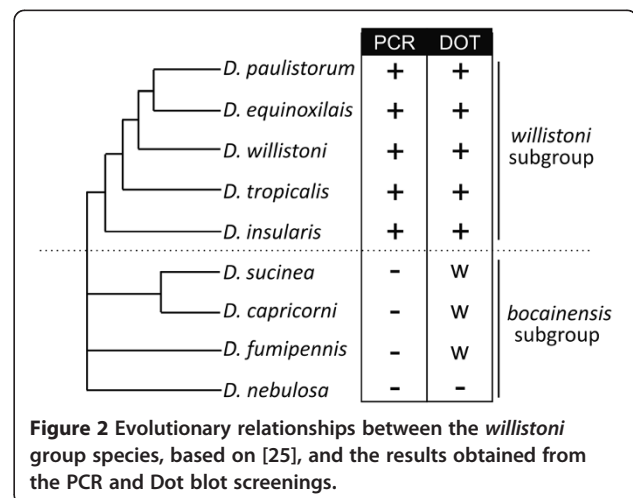 PCR DOT
D. paulistorum + +
D. equinoxilais + +
D. willistoni + +
D. tropicalis + +
D. insularis + +
willistoni
subgroup
D. sucinea - w
D. capricorni - w
D. fumipennis - w
D. nebulosa - -
bocainensis
subgroup
Figure 2 Evolutionary relationships between the willistoni
group species, based on [25], and the results obtained from
the PCR and Dot blot screenings.